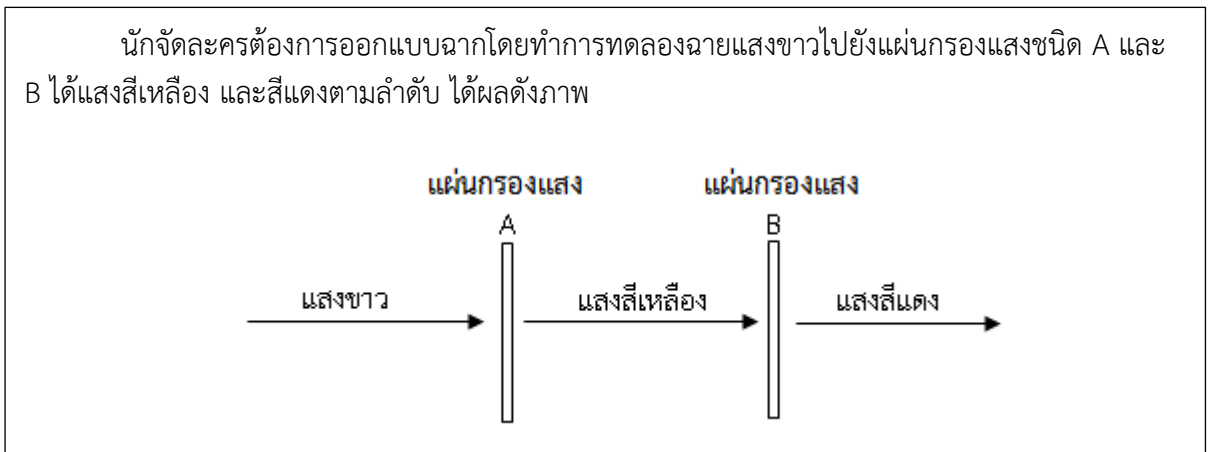 นักจัดละครต้องการออกแบบฉากโดยทำการทดลองฉายแสงขาวไปยังแผ่นกรองแสงชนิด A และ
B ได้แสงสีเหลือง และสีแดงตามลำดับ ได้ผลดังภาพ
แผ่นกรองแสง แผ่นกรองแสง
A B
แสงขาว แสงสีเหลือง แสงสีแดง